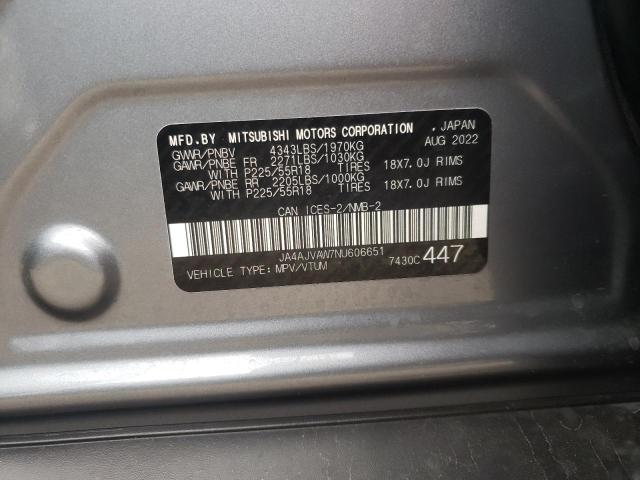 MFD.BY MITSUBISHI MOTORS CORPORATION , JAPAN
GVWR/PNBV 4343LBS/1970KG AUG 2022
GAWR/PNBE FR 2271LBS/1030KG
WITH P225/55R18 TIRES 18X7.0J RIMS
GAWR/PNBE RR 2205LBS/1000KG
WITH P225/55R18 TIRES 18X7.0J RIMS
CAN ICES-2/NMB-2
JA4AJVAW7NU606651
VEHICLE TYPE: MPV/VTUM 7430C 447